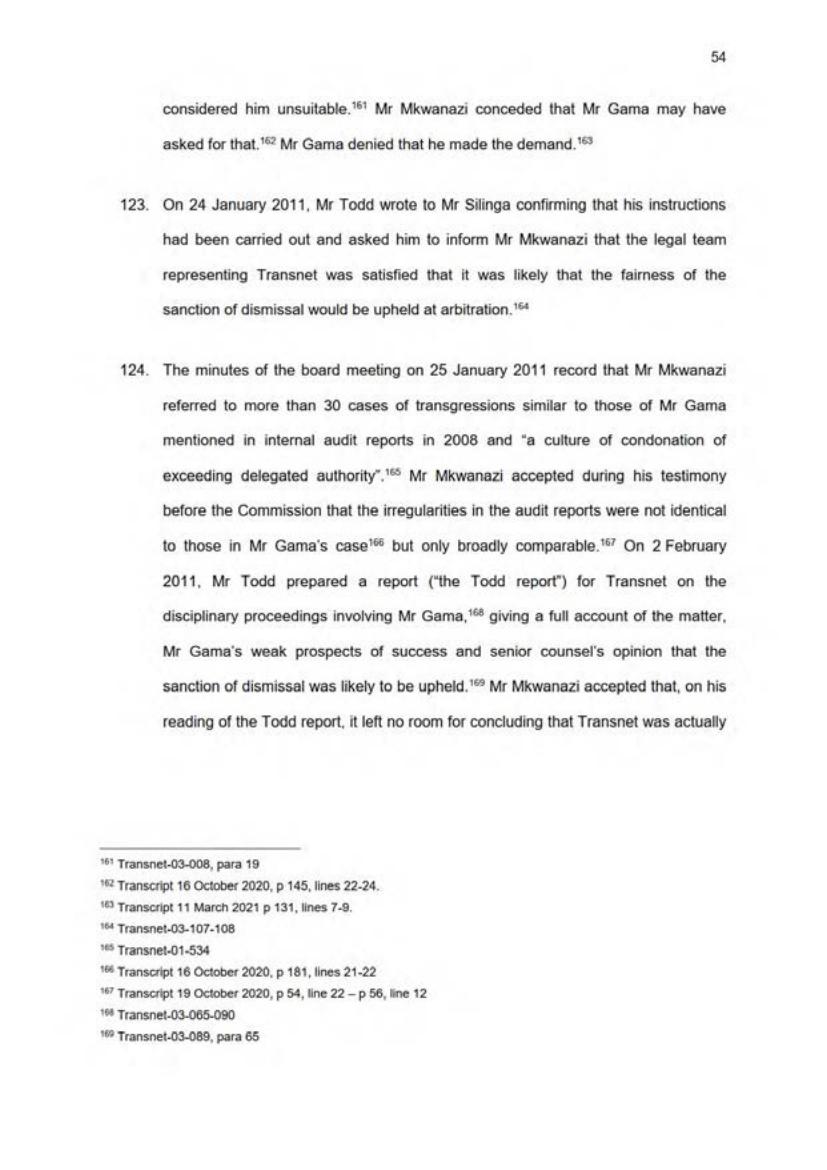 54
considered him unsuitable.161 Mr Mkwanazi conceded that Mr Gama may have
asked for that.162 Mr Gama denied that he made the demand.163
123. On 24 January 2011, Mr Todd wrote to Mr Silinga confirming that his instructions
had been carried out and asked him to inform Mr Mkwanazi that the legal team
representing Transnet was satisfied that it was likely that the fairness of the
sanction of dismissal would be upheld at arbitration.164
124. The minutes of the board meeting on 25 January 2011 record that Mr Mkwanazi
referred to more than 30 cases of transgressions similar to those of Mr Gama
mentioned in internal audit reports in 2008 and “a culture of condonation of
exceeding delegated authority”.165 Mr Mkwanazi accepted during his testimony
before the Commission that the irregularities in the audit reports were not identical
to those in Mr Gama’s case166 but only broadly comparable.167 On 2 February
2011, Mr Todd prepared a report (“the Todd report”) for Transnet on the
disciplinary proceedings involving Mr Gama,168 giving a full account of the matter,
Mr Gama’s weak prospects of success and senior counsel’s opinion that the
sanction of dismissal was likely to be upheld.169 Mr Mkwanazi accepted that, on his
reading of the Todd report, it left no room for concluding that Transnet was actually
161 Transnet-03-008, para 19
162 Transcript 16 October 2020, p 145, lines 22-24.
163 Transcript 11 March 2021 p 131, lines 7-9.
164 Transnet-03-107-108
165 Transnet-01-534
166 Transcript 16 October 2020, p 181, lines 21-22
167 Transcript 19 October 2020, p 54, line 22 – p 56, line 12
168 Transnet-03-065-090
169 Transnet-03-089, para 65